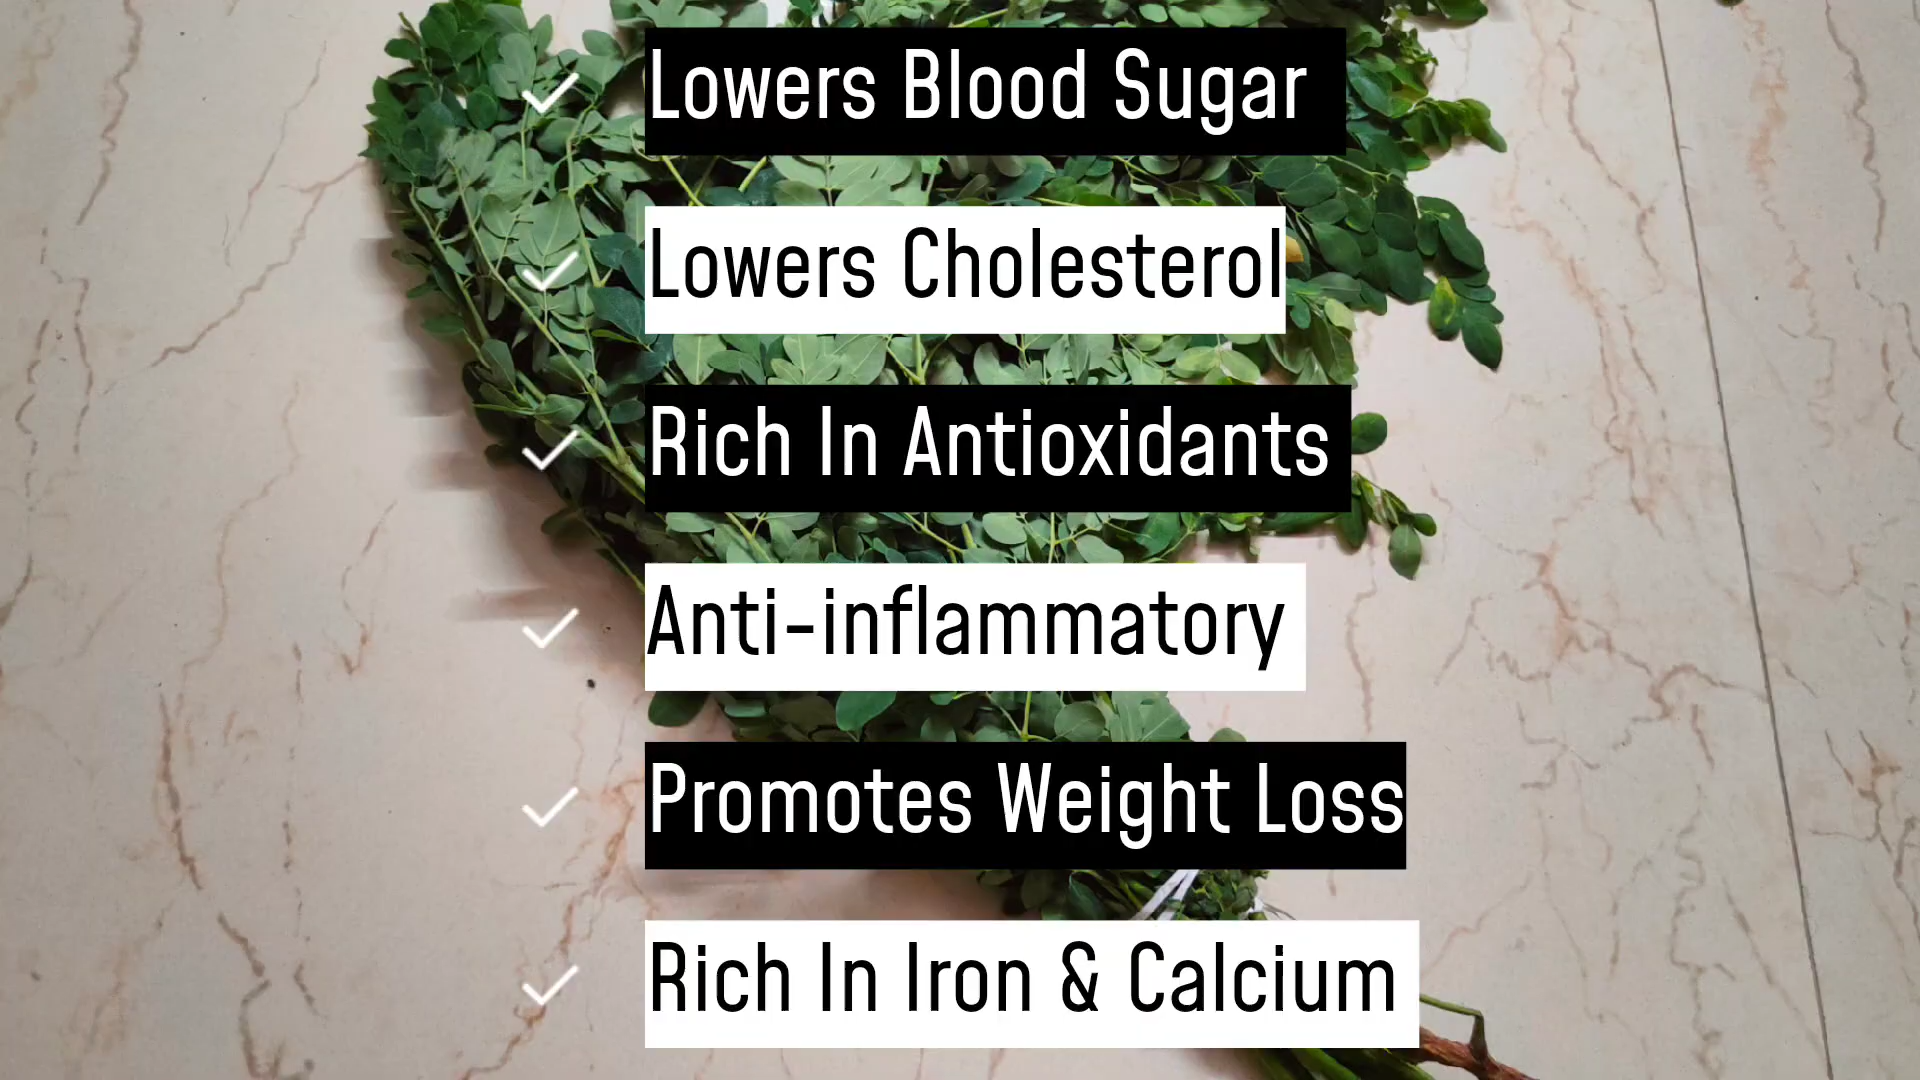 Lowers Blood Sugar
Lowers Cholesterol
Rich In Antioxidants
Anti-inflammatory
Promotes Weight Loss
Rich In Iron & Calcium